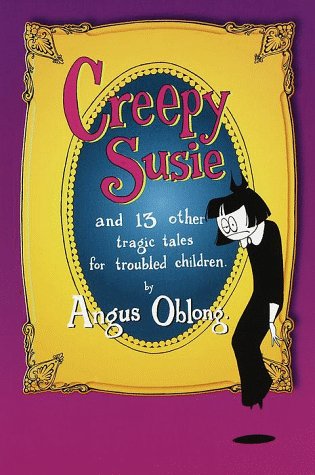 Creepy
Susie
and 13 other
tragic tales
for troubled children.
by
Angus Oblong.